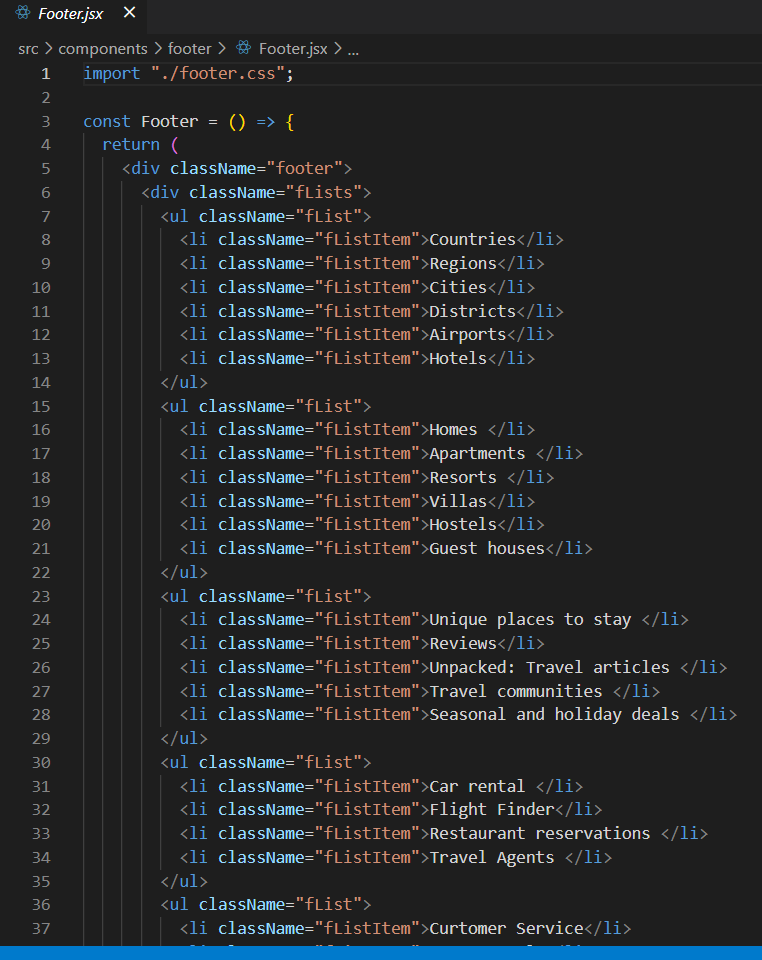 Footer.jsx ×
src > components > footer > Footer.jsx > ...
1 import "./footer.css";
2
3 const Footer = () => {
4 return (
5 <div className="footer">
6 <div className="fLists">
7 <ul className="fList">
8 <li className="fListItem">Countries</li>
9 <li className="fListItem">Regions</li>
10 <li className="fListItem">Cities</li>
11 <li className="fListItem">Districts</li>
12 <li className="fListItem">Airports</li>
13 <li className="fListItem">Hotels</li>
14 </ul>
15 <ul className="fList">
16 <li className="fListItem">Homes </li>
17 <li className="fListItem">Apartments </li>
18 <li className="fListItem">Resorts </li>
19 <li className="fListItem">Villas</li>
20 <li className="fListItem">Hostels</li>
21 <li className="fListItem">Guest houses</li>
22 </ul>
23 <ul className="fList">
24 <li className="fListItem">Unique places to stay </li>
25 <li className="fListItem">Reviews</li>
26 <li className="fListItem">Unpacked: Travel articles </li>
27 <li className="fListItem">Travel communities </li>
28 <li className="fListItem">Seasonal and holiday deals </li>
29 </ul>
30 <ul className="fList">
31 <li className="fListItem">Car rental </li>
32 <li className="fListItem">Flight Finder</li>
33 <li className="fListItem">Restaurant reservations </li>
34 <li className="fListItem">Travel Agents </li>
35 </ul>
36 <ul className="fList">
37 <li className="fListItem">Curtomer Service</li>